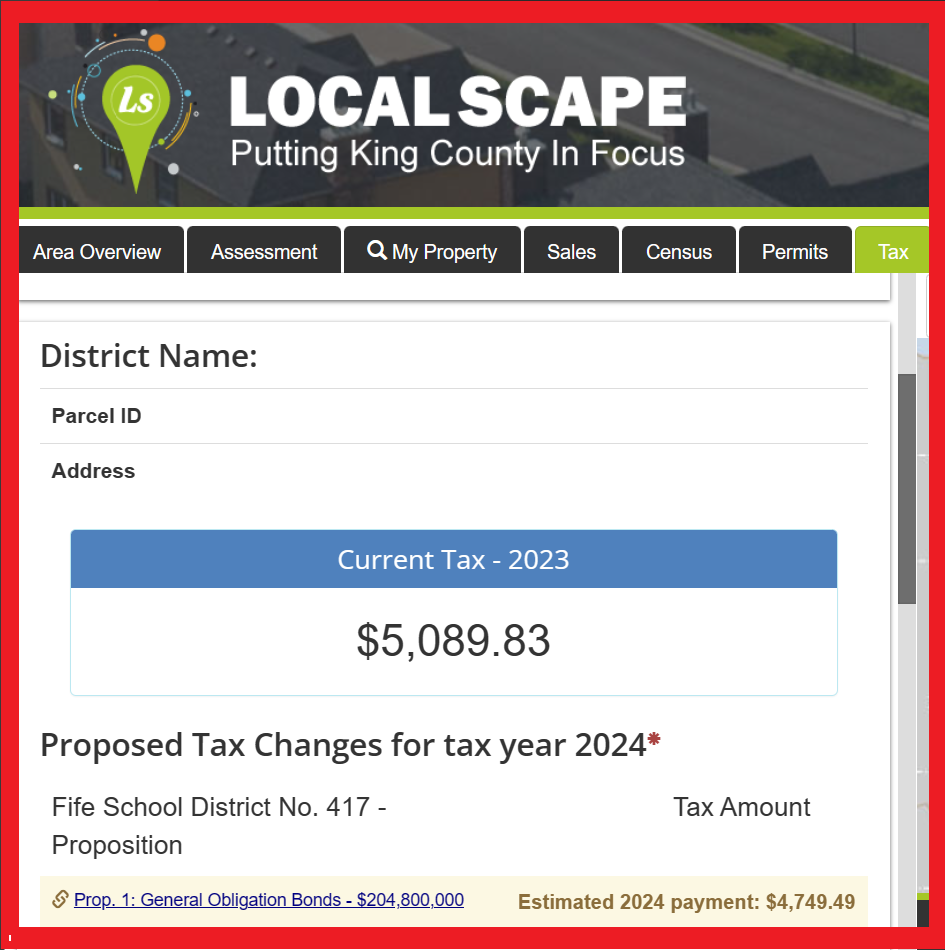 Ls
LOCAL SCAPE
Putting King County In Focus
Area Overview Assessment My Property Sales Census Permits Tax
District Name:
Parcel ID
Address
Current Tax - 2023
$5,089.83
Proposed Tax Changes for tax year 2024*
Fife School District No. 417 - Tax Amount
Proposition
Prop. 1: General Obligation Bonds - $204,800,000 Estimated 2024 payment: $4,749.49